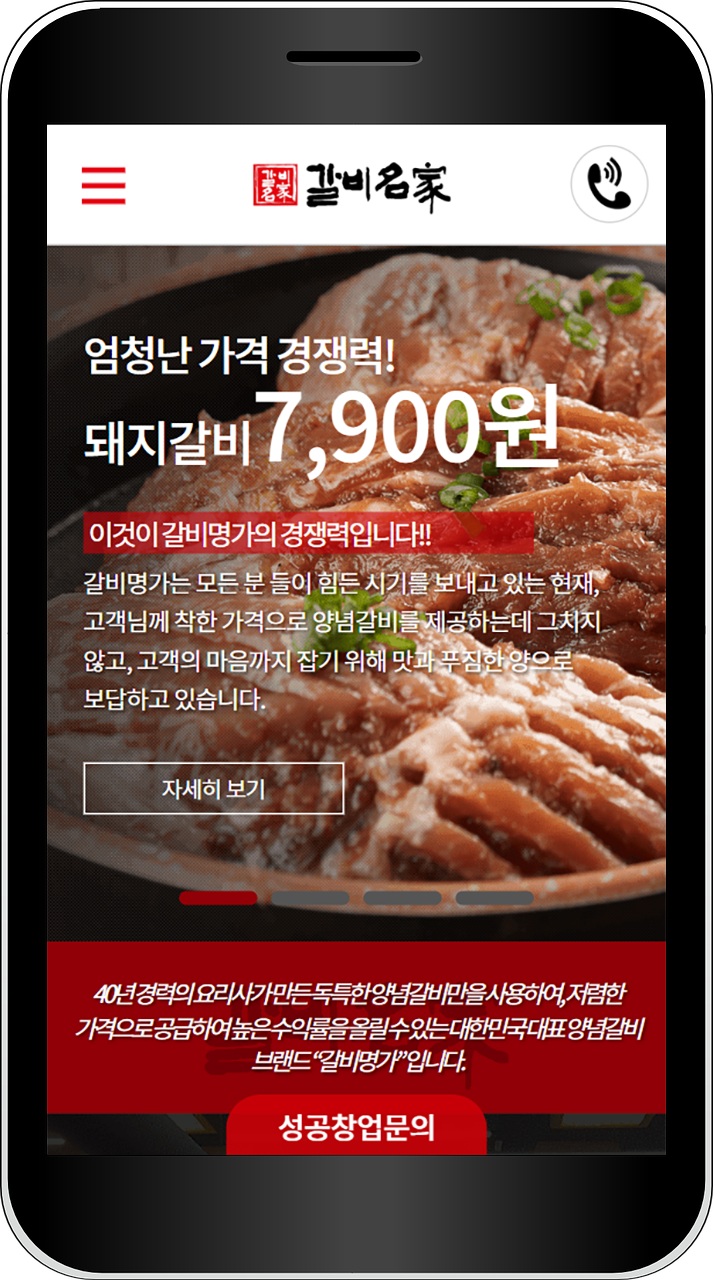 갈비
名家
갈비名家
엄청난 가격 경쟁력!
돼지갈비 7,900원
이것이 갈비명가의 경쟁력입니다!!
갈비명가는 모든 분 들이 힘든 시기를 보내고 있는 현재,
고객님께 착한 가격으로 양념갈비를 제공하는데 그치지
않고, 고객의 마음까지 잡기 위해 맛과 푸짐한 양으로
보답하고 있습니다.
자세히 보기
40년 경력의 요리사가 만든 독특한 양념갈비만을 사용하여, 저렴한
가격으로 공급하여 높은 수익률을 올릴 수 있는 대한민국 대표 양념갈비
브랜드 “갈비명가” 입니다.
성공창업문의